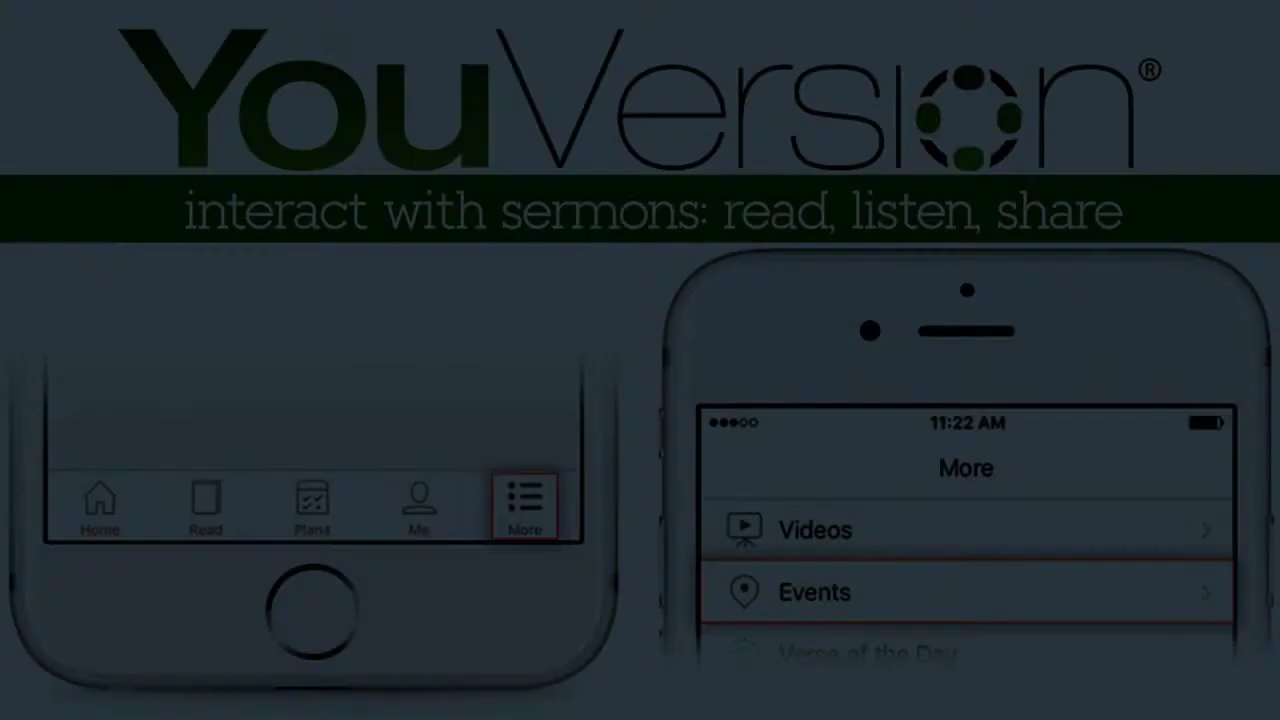 YouVersion®
interact with sermons: read, listen, share
11:22 AM
More
Videos
Events
Verse of the Day
Home
Read
Plans
Me
More